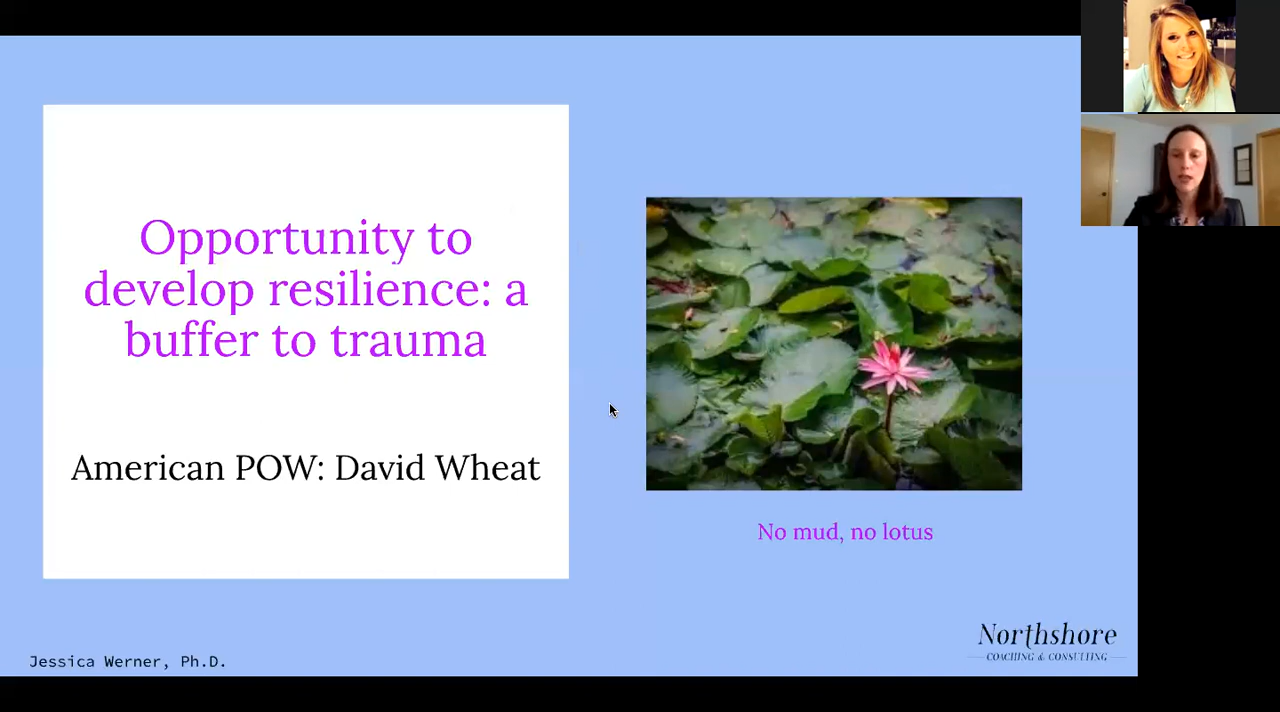 Opportunity to
develop resilience: a
buffer to trauma
American POW: David Wheat
No mud, no lotus
Jessica Werner, Ph.D.
Northshore
COACHING & CONSULTING